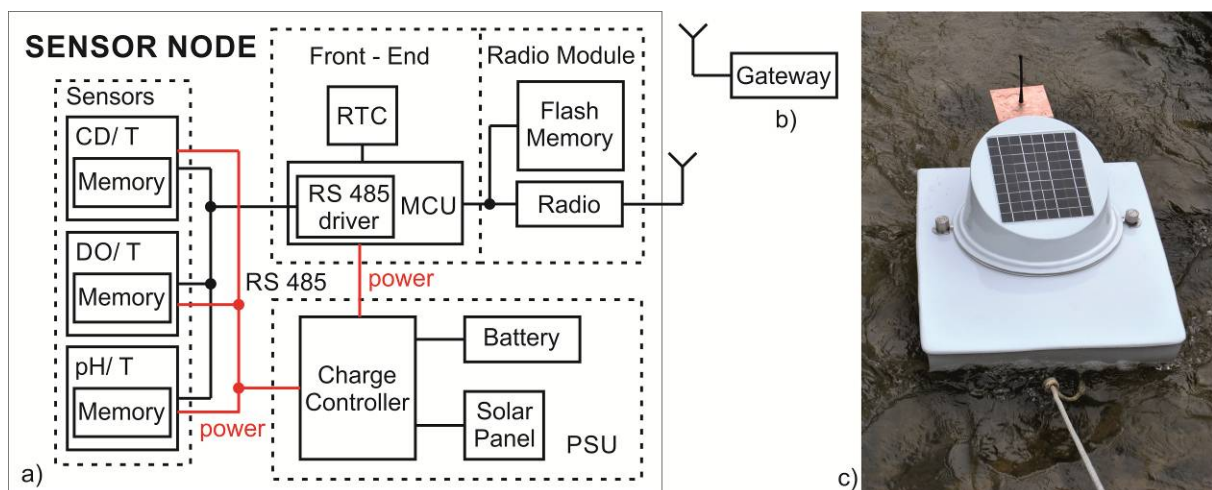 SENSOR NODE
Sensors
CD/ T
Memory
DO/ T
Memory
pH/ T
Memory
power
RS 485
Front - End
RTC
RS 485
driver
MCU
power
Radio Module
Flash
Memory
Radio
Charge
Controller
Battery
Solar
Panel
PSU
a)
Gateway
b)
c)